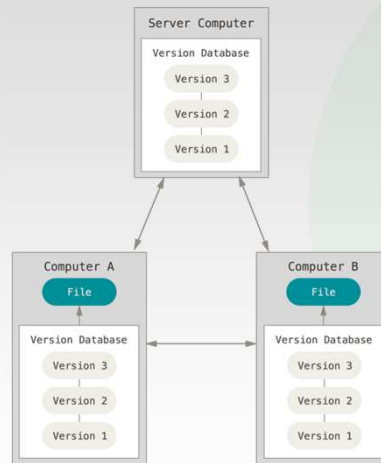 Server Computer
Version Database
Version 3
Version 2
Version 1
Computer A
File
Version Database
Version 3
Version 2
Version 1
Computer B
File
Version Database
Version 3
Version 2
Version 1